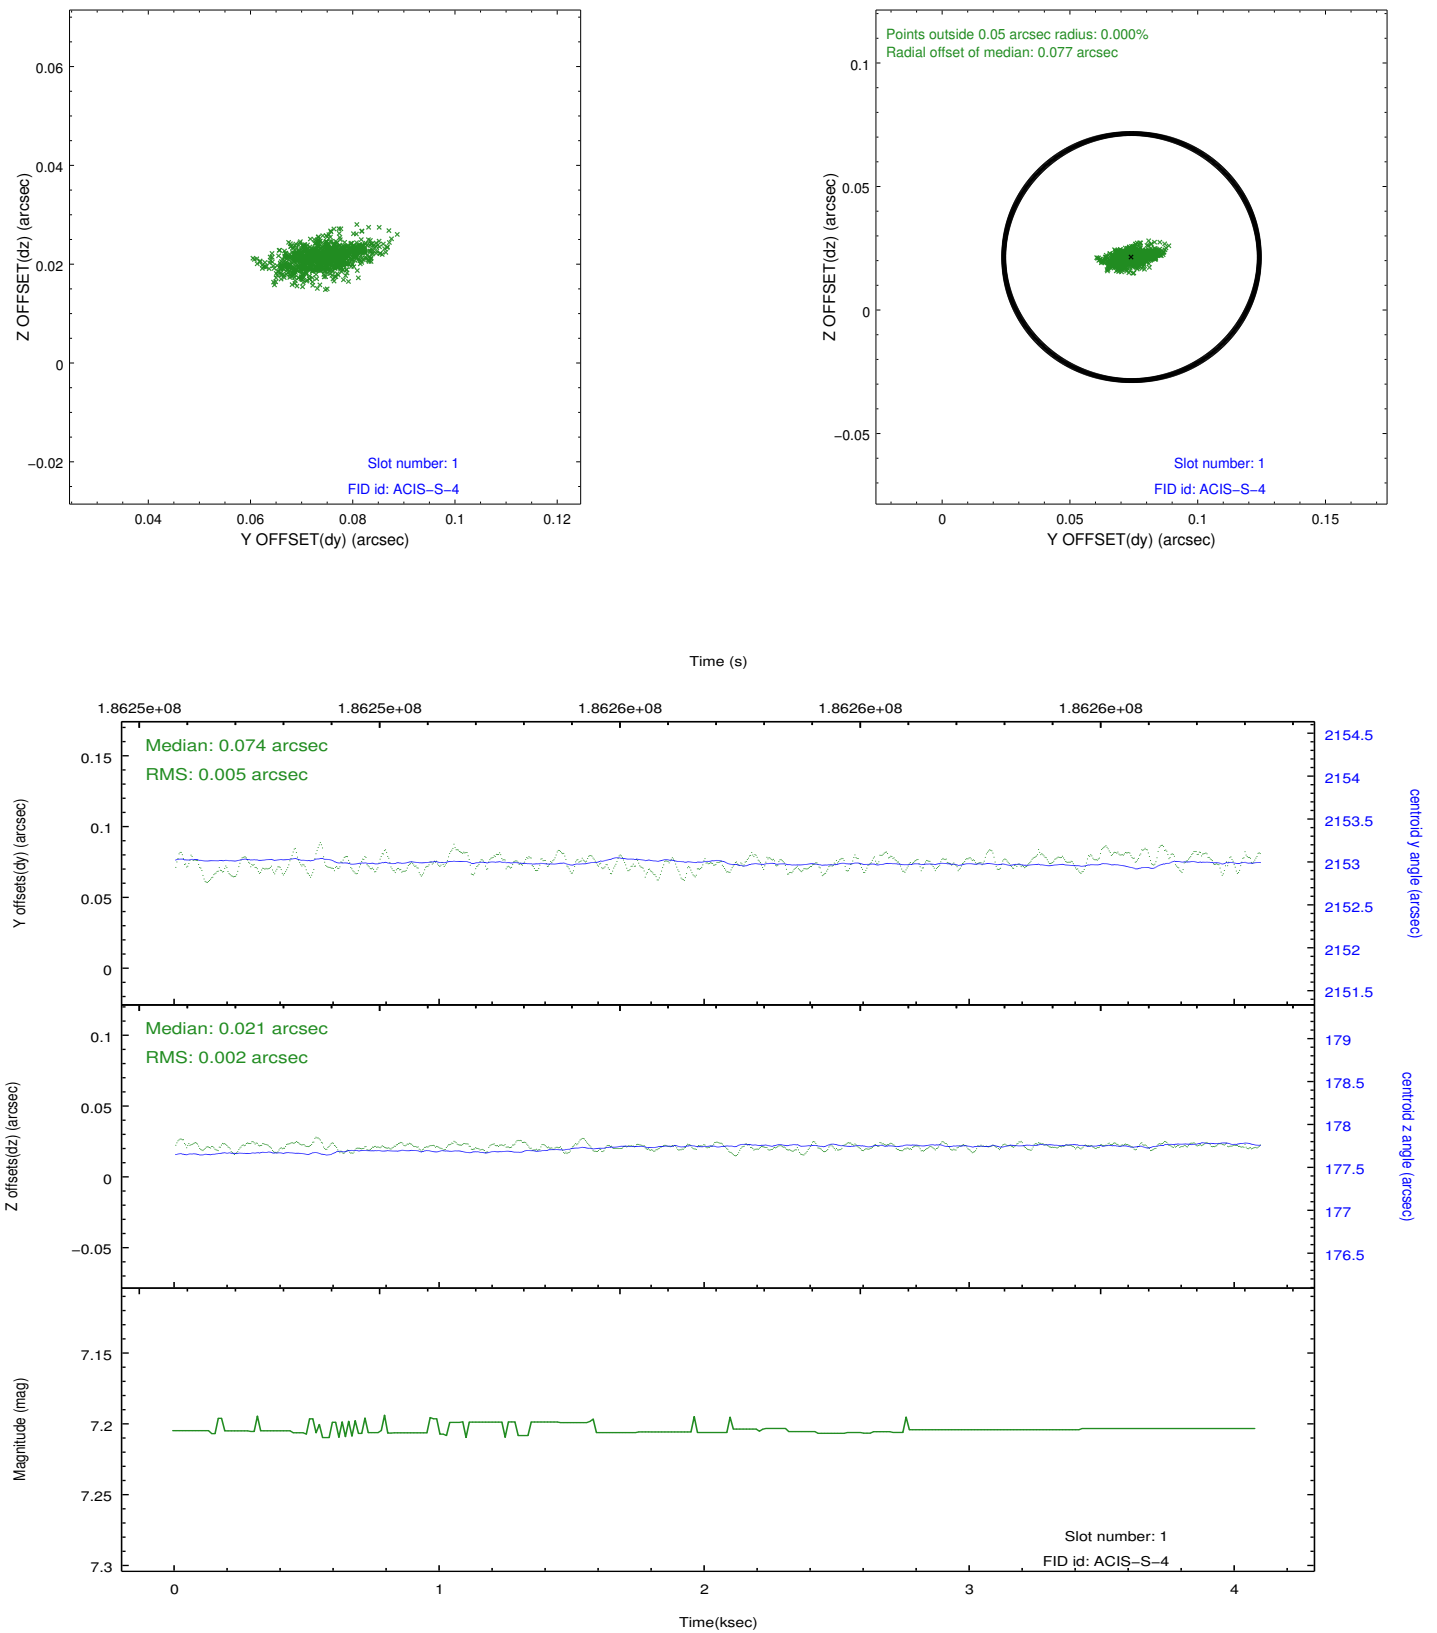 0.06
0.04
0.02
0
−0.02
Z OFFSET(dz) (arcsec)
Slot number: 1
FID id: ACIS−S−4
0.04 0.06 0.08 0.1 0.12
Y OFFSET(dy) (arcsec)
Points outside 0.05 arcsec radius: 0.000%
Radial offset of median: 0.077 arcsec
0.1
0.05
0
−0.05
Z OFFSET(dz) (arcsec)
Slot number: 1
FID id: ACIS−S−4
0 0.05 0.1 0.15
Y OFFSET(dy) (arcsec)
Time (s)
1.8625e+08 1.8625e+08 1.8626e+08 1.8626e+08 1.8626e+08
Median: 0.074 arcsec
RMS: 0.005 arcsec
0.15
0.1
0.05
0
Y offsets(dy) (arcsec)
2154.5
2154
2153.5
2153
2152.5
2152
2151.5
centroid y angle (arcsec)
Median: 0.021 arcsec
RMS: 0.002 arcsec
0.1
0.05
0
−0.05
Z offsets(dz) (arcsec)
179
178.5
178
177.5
177
176.5
centroid z angle (arcsec)
7.15
7.2
7.25
7.3
Magnitude (mag)
Slot number: 1
FID id: ACIS−S−4
0 1 2 3 4
Time(ksec)